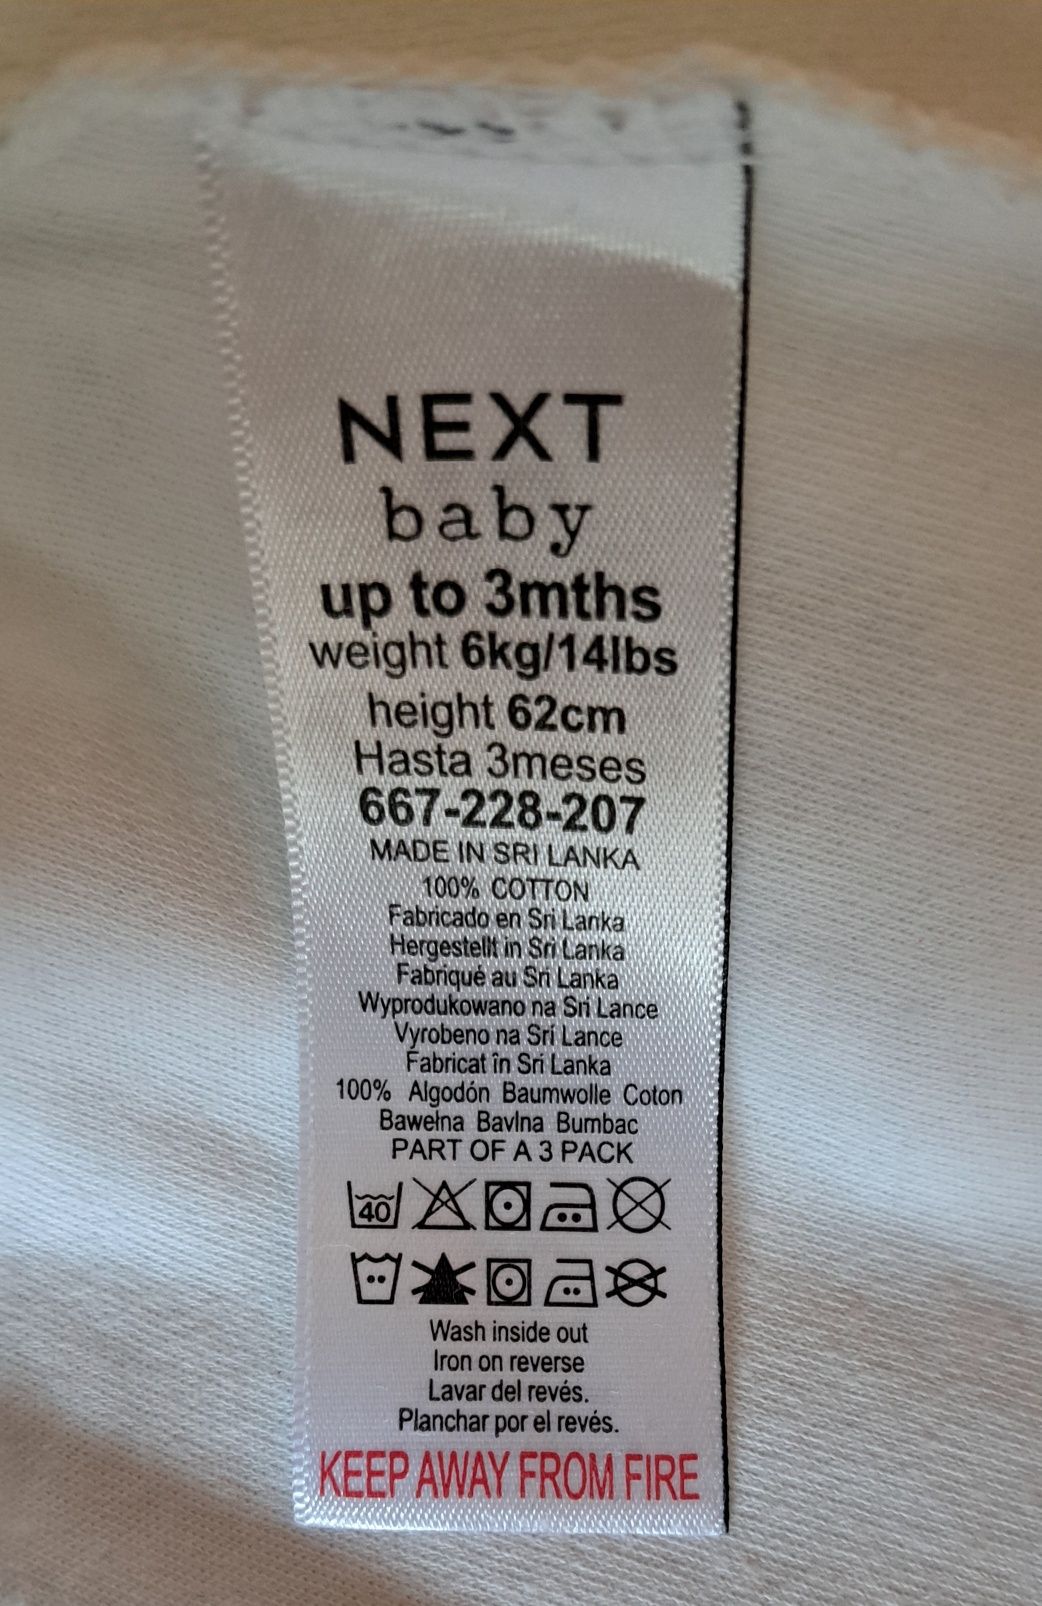 NEXT
baby
up to 3mths
weight 6kg/14lbs
height 62cm
Hasta 3meses
667-228-207
MADE IN SRI LANKA
100% COTTON
Fabricado en Sri Lanka
Hergestellt in Sri Lanka
Fabriqué au Sri Lanka
Wyprodukowano na Sri Lance
Vyrobeno na Srí Lance
Fabricat în Sri Lanka
100% Algodón Baumwolle Coton
Bawełna Bavlna Bumbac
PART OF A 3 PACK
40
Wash inside out
Iron on reverse
Lavar del revés.
Planchar por el revés.
KEEP AWAY FROM FIRE